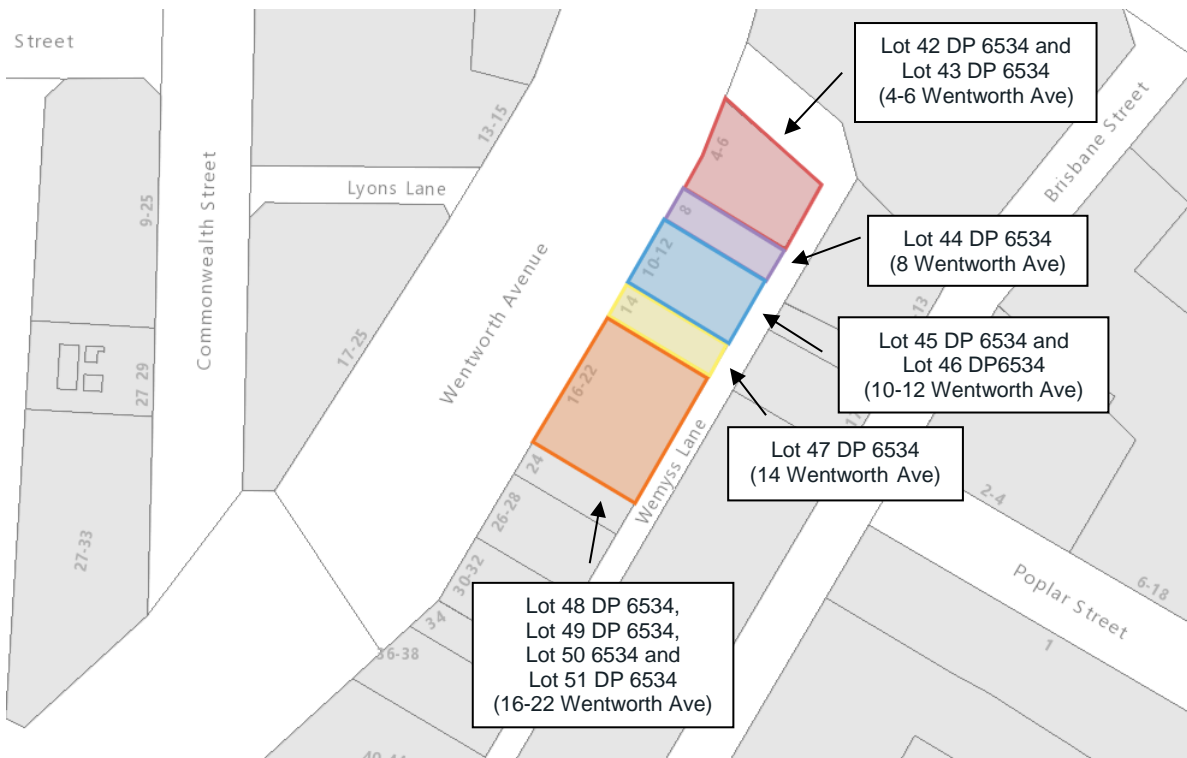 Street
Lot 42 DP 6534 and
Lot 43 DP 6534
(4-6 Wentworth Ave)
13-15
4-6
Brisbane Street
Commonwealth Street
Lyons Lane
9-25
8
Lot 44 DP 6534
(8 Wentworth Ave)
10-12
Wentworth Avenue
14
13
17-25
Lot 45 DP 6534 and
Lot 46 DP6534
(10-12 Wentworth Ave)
27 29
16-22
17
Lot 47 DP 6534
(14 Wentworth Ave)
24
Wemyss Lane
2-4
26-28
27-33
30-32
Poplar Street
6-18
Lot 48 DP 6534,
Lot 49 DP 6534,
Lot 50 6534 and
Lot 51 DP 6534
(16-22 Wentworth Ave)
34
1
36-38